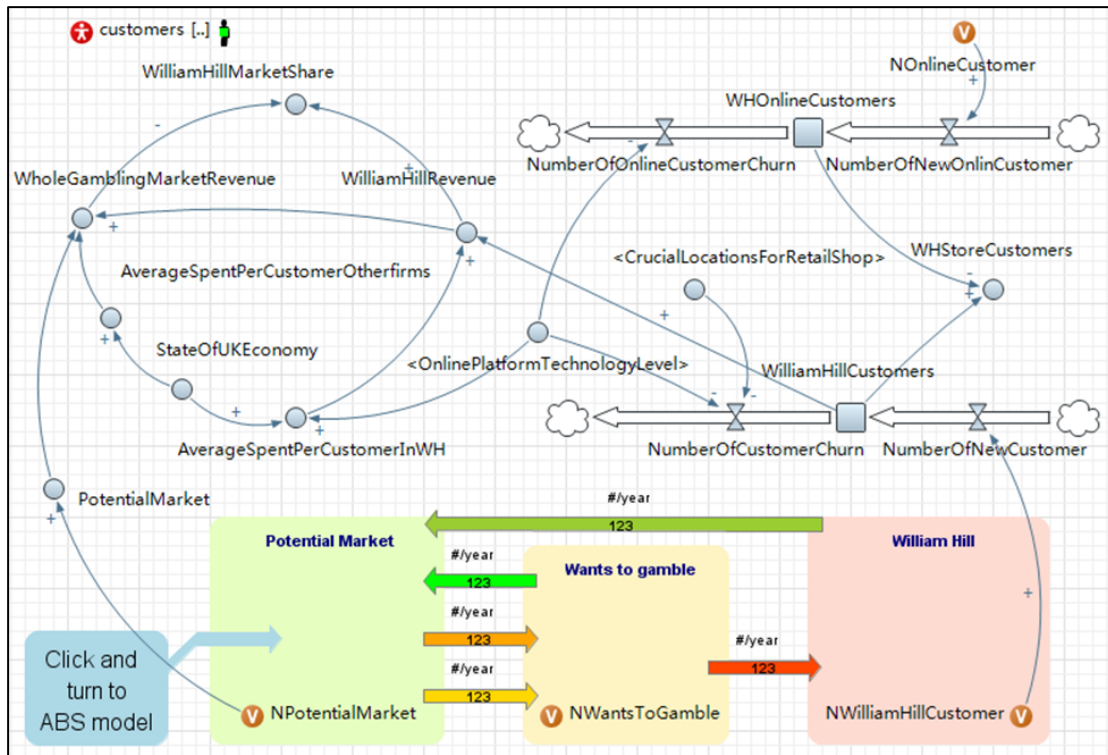 customers [..]
V
NOnlineCustomer
+
WilliamHillMarketShare
WHOnlineCustomers
-
-
NumberOfOnlineCustomerChurn
NumberOfNewOnlinCustomer
WholeGamblingMarketRevenue
WilliamHillRevenue
+
+
+
<CrucialLocationsForRetailShop>
WHStoreCustomers
AverageSpentPerCustomerOtherfirms
-
+
+
+
StateOfUKEconomy
<OnlinePlatformTechnologyLevel>
WilliamHillCustomers
+
+
-
-
AverageSpentPerCustomerInWH
NumberOfCustomerChurn
NumberOfNewCustomer
PotentialMarket
+
#/year
123
Potential Market
William Hill
#/year
123
Wants to gamble
+
#/year
123
#/year
123
Click and
turn to
ABS model
#/year
123
V NPotentialMarket
V NWantsToGamble
NWilliamHillCustomer V